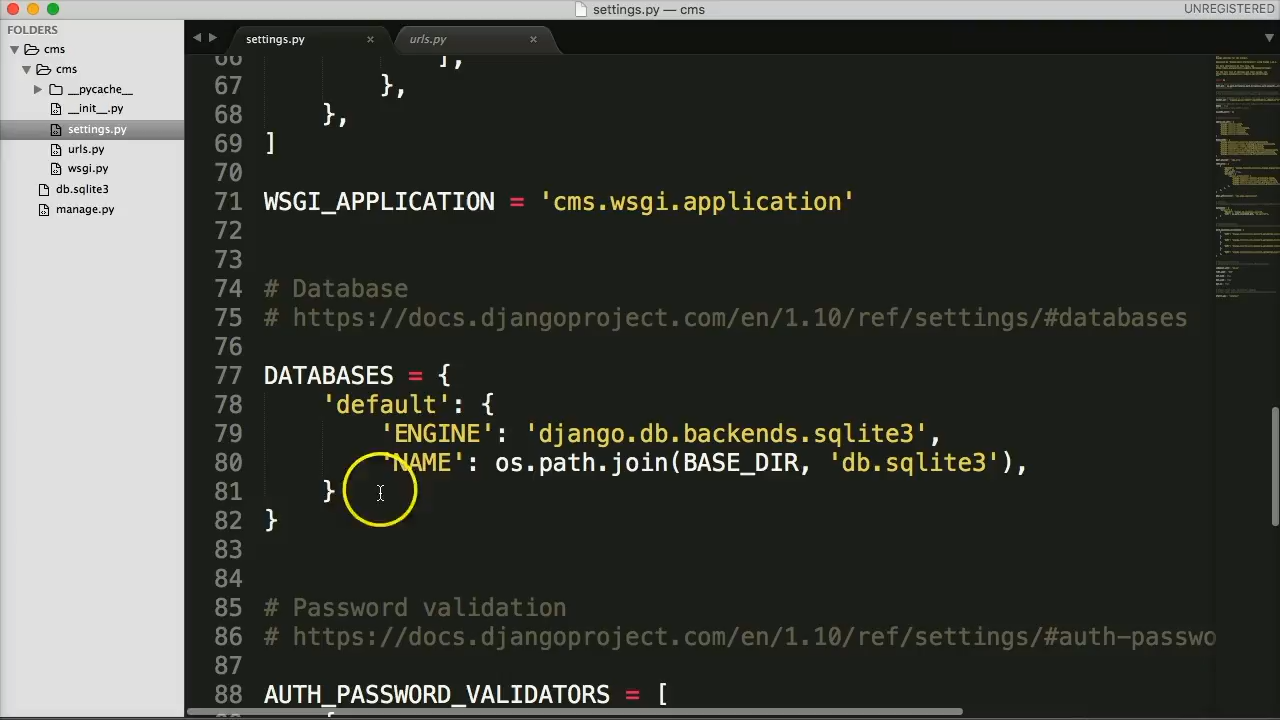 settings.py — cms
UNREGISTERED
FOLDERS
cms
cms
__pycache__
__init__.py
settings.py
urls.py
wsgi.py
db.sqlite3
manage.py
settings.py
urls.py
66 ],
67 },
68 },
69 ]
70
71 WSGI_APPLICATION = 'cms.wsgi.application'
72
73
74 # Database
75 # https://docs.djangoproject.com/en/1.10/ref/settings/#databases
76
77 DATABASES = {
78 'default': {
79 'ENGINE': 'django.db.backends.sqlite3',
80 'NAME': os.path.join(BASE_DIR, 'db.sqlite3'),
81 }
82 }
83
84
85 # Password validation
86 # https://docs.djangoproject.com/en/1.10/ref/settings/#auth-passwo
87
88 AUTH_PASSWORD_VALIDATORS = [